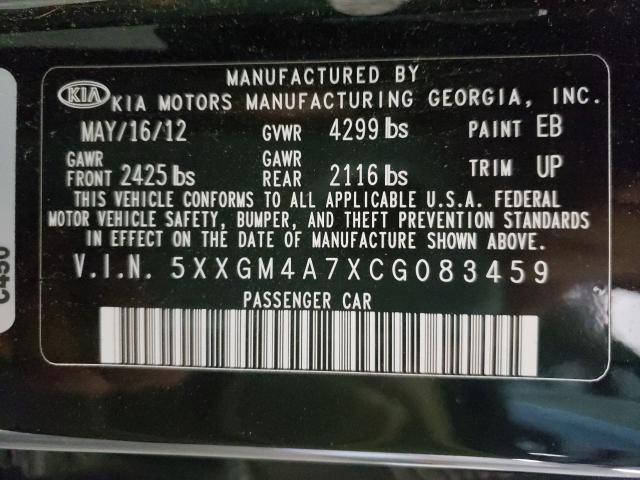 MANUFACTURED BY
KIA KIA MOTORS MANUFACTURING GEORGIA, INC.
MAY/16/12 GVWR 4299 lbs PAINT EB
GAWR FRONT 2425 lbs GAWR REAR 2116 lbs TRIM UP
THIS VEHICLE CONFORMS TO ALL APPLICABLE U.S.A. FEDERAL
MOTOR VEHICLE SAFETY, BUMPER, AND THEFT PREVENTION STANDARDS
IN EFFECT ON THE DATE OF MANUFACTURE SHOWN ABOVE.
V.I.N. 5XXGM4A7XCG083459
PASSENGER CAR